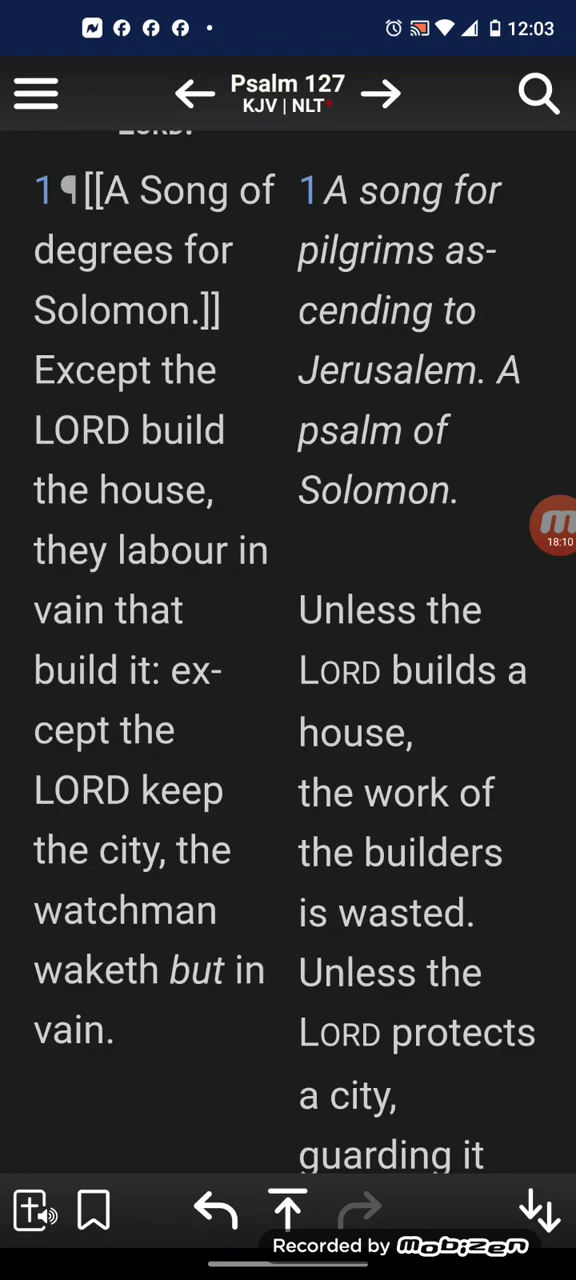 12:03
Psalm 127
KJV | NLT*
LORD.
1 ¶[[A Song of
degrees for
Solomon.]]
Except the
LORD build
the house,
they labour in
vain that
build it: ex-
cept the
LORD keep
the city, the
watchman
waketh but in
vain.
1 A song for
pilgrims as-
cending to
Jerusalem. A
psalm of
Solomon.
Unless the
LORD builds a
house,
the work of
the builders
is wasted.
Unless the
LORD protects
a city,
guarding it
18:10
Recorded by mobizen